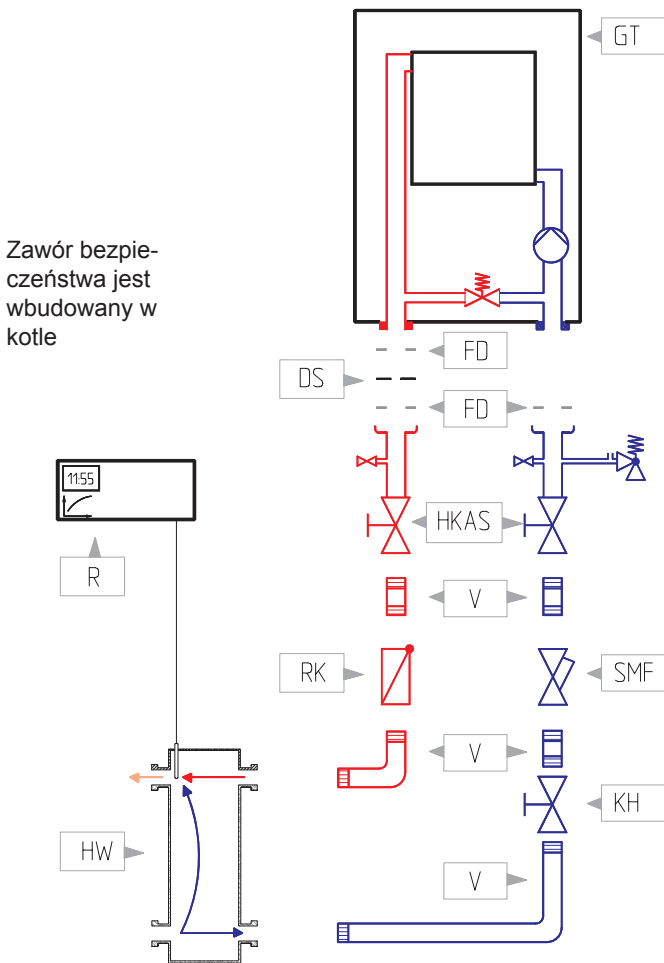 GT
Zawór bezpie-
czeństwa jest
wbudowany w
kotle
FD
DS
FD
11:55
HKAS
R
V
RK
SMF
V
KH
HW
V